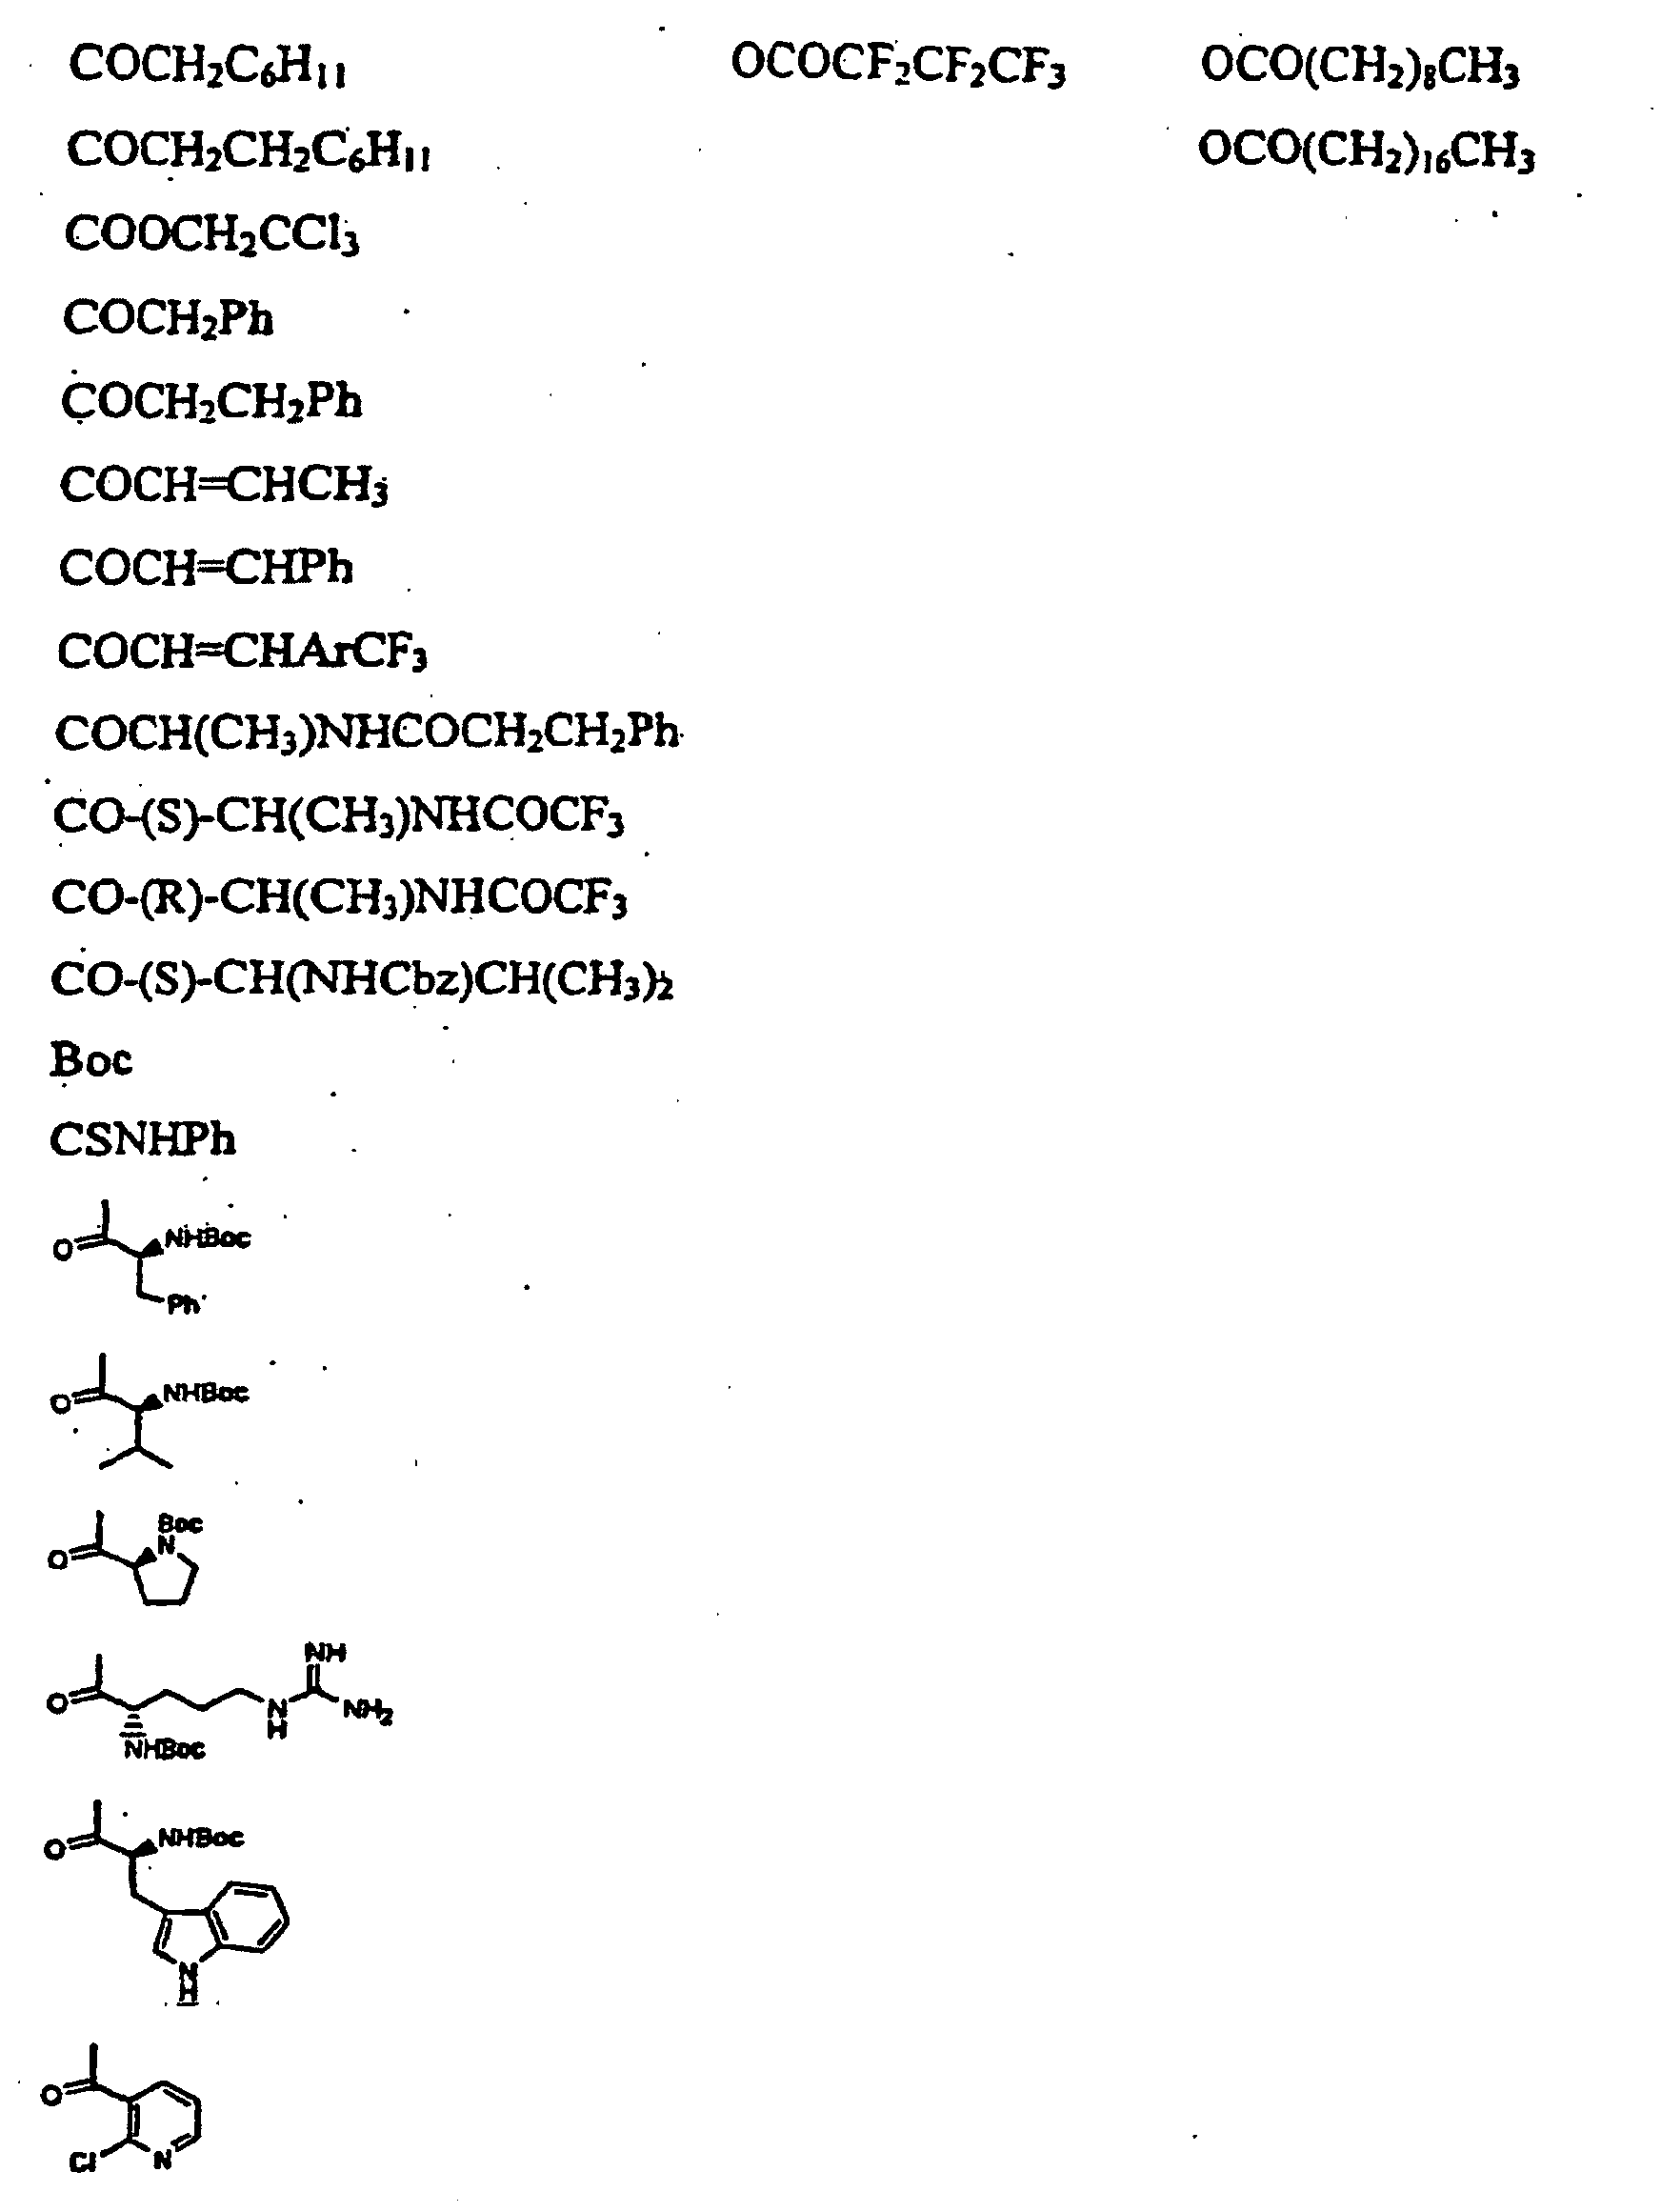 COCH₂C₆H₁₁ OCOCF₂CF₂CF₃ OCO(CH₂)₈CH₃
COCH₂CH₂C₆H₁₁ OCO(CH₂)₁₆CH₃
COOCH₂CCl₃
COCH₂Ph
COCH₂CH₂Ph
COCH=CHCH₃
COCH=CHPh
COCH=CHArCF₃
COCH(CH₃)NHCOCH₂CH₂Ph
CO-(S)-CH(CH₃)NHCOCF₃
CO-(R)-CH(CH₃)NHCOCF₃
CO-(S)-CH(NHCbz)CH(CH₃)₂
Boc
CSNHPh
O NHBoc
Ph
O NHBoc
Boc
O N
NH
O N NH₂
H
NHBoc
O NHBoc
N
H
O
Cl N